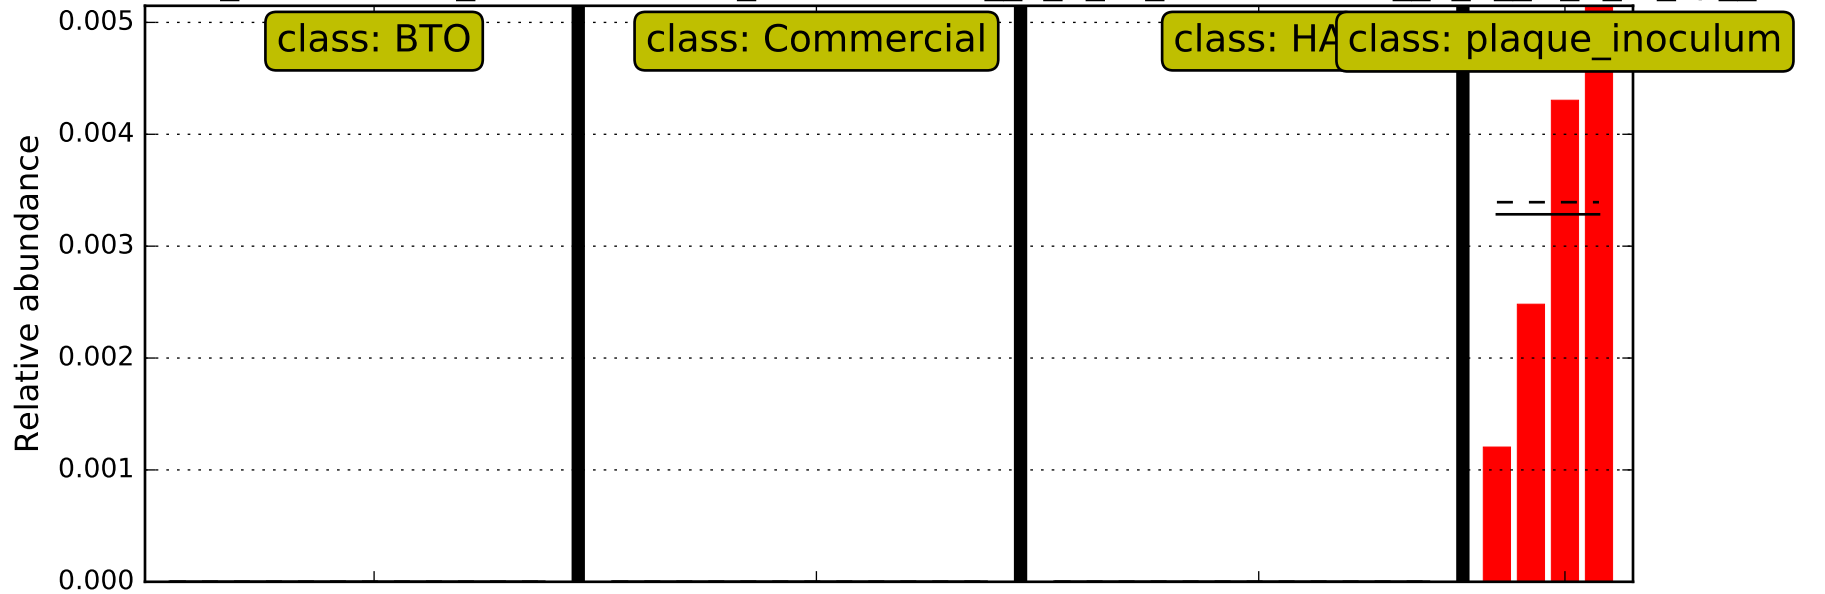 0.005
class: BTO
class: Commercial
class: HA
class: plaque_inoculum
0.004
0.003
0.002
0.001
0.000
Relative abundance